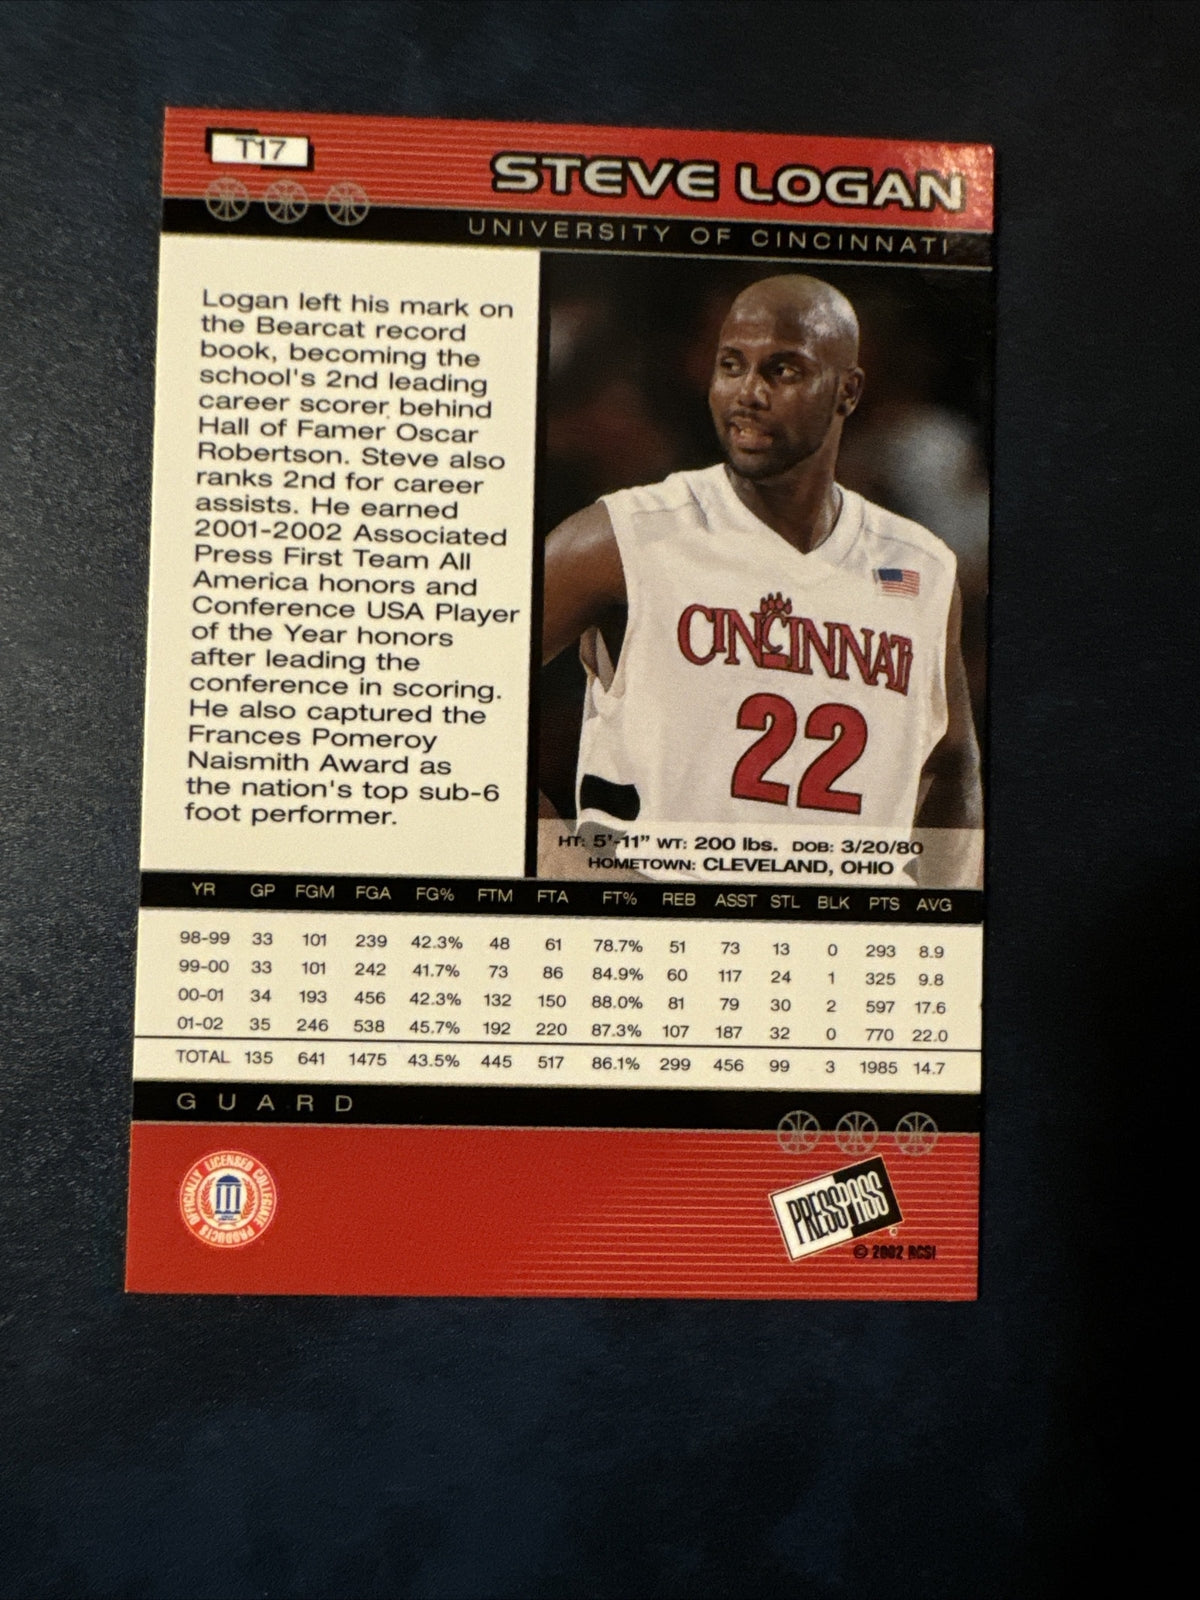 T17
STEVE LOGAN
UNIVERSITY OF CINCINNATI
Logan left his mark on
the Bearcat record
book, becoming the
school's 2nd leading
career scorer behind
Hall of Famer Oscar
Robertson. Steve also
ranks 2nd for career
assists. He earned
2001-2002 Associated
Press First Team All
America honors and
Conference USA Player
of the Year honors
after leading the
conference in scoring.
He also captured the
Frances Pomeroy
Naismith Award as
the nation's top sub-6
foot performer.
CINCINNATI
22
HT: 5'-11" WT: 200 lbs. DOB: 3/20/80
HOMETOWN: CLEVELAND, OHIO
YR GP FGM FGA FG% FTM FTA FT% REB ASST STL BLK PTS AVG
98-99 33 101 239 42.3% 48 61 78.7% 51 73 13 0 293 8.9
99-00 33 101 242 41.7% 73 86 84.9% 60 117 24 1 325 9.8
00-01 34 193 456 42.3% 132 150 88.0% 81 79 30 2 597 17.6
01-02 35 246 538 45.7% 192 220 87.3% 107 187 32 0 770 22.0
TOTAL 135 641 1475 43.5% 445 517 86.1% 299 456 99 3 1985 14.7
GUARD
OFFICIALLY LICENSED COLLEGIATE PRODUCTS
PRESS PASS
© 2002 RCSI